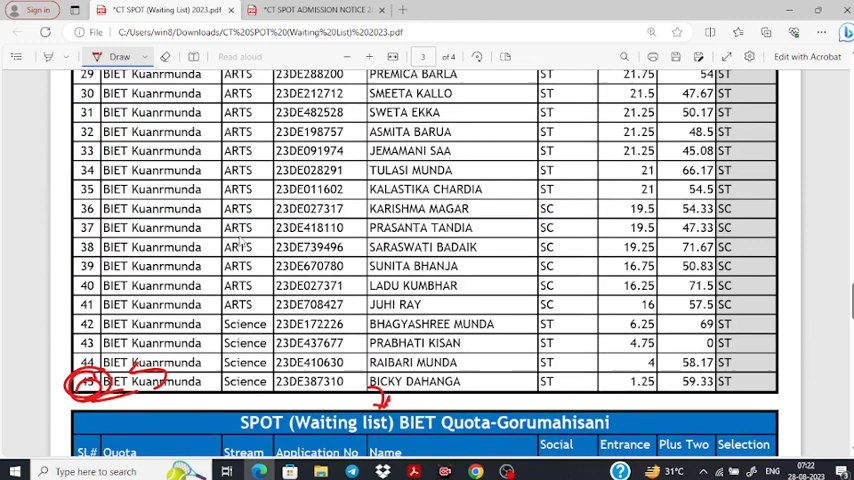 Sign in
*CT SPOT (Waiting List) 2023.pdf
*CT SPOT ADMISSION NOTICE 2
File C:/Users/win8/Downloads/CT%20SPOT%20(Waiting%20List)%202023.pdf
Draw Read aloud 3 of 4 Edit with Acrobat
29 BIET Kuanrmunda ARTS 23DE288200 PREMICA BARLA ST 21.75 54 ST
30 BIET Kuanrmunda ARTS 23DE212712 SMEETA KALLO ST 21.5 47.67 ST
31 BIET Kuanrmunda ARTS 23DE482528 SWETA EKKA ST 21.25 50.17 ST
32 BIET Kuanrmunda ARTS 23DE198757 ASMITA BARUA ST 21.25 48.5 ST
33 BIET Kuanrmunda ARTS 23DE091974 JEMAMANI SAA ST 21.25 45.08 ST
34 BIET Kuanrmunda ARTS 23DE028291 TULASI MUNDA ST 21 66.17 ST
35 BIET Kuanrmunda ARTS 23DE011602 KALASTIKA CHARDIA ST 21 54.5 ST
36 BIET Kuanrmunda ARTS 23DE027317 KARISHMA MAGAR SC 19.5 54.33 SC
37 BIET Kuanrmunda ARTS 23DE418110 PRASANTA TANDIA SC 19.5 47.33 SC
38 BIET Kuanrmunda ARTS 23DE739496 SARASWATI BADAIK SC 19.25 71.67 SC
39 BIET Kuanrmunda ARTS 23DE670780 SUNITA BHANJA SC 16.75 50.83 SC
40 BIET Kuanrmunda ARTS 23DE027371 LADU KUMBHAR SC 16.25 71.5 SC
41 BIET Kuanrmunda ARTS 23DE708427 JUHI RAY SC 16 57.5 SC
42 BIET Kuanrmunda Science 23DE172226 BHAGYASHREE MUNDA ST 6.25 69 ST
43 BIET Kuanrmunda Science 23DE437677 PRABHATI KISAN ST 4.75 0 ST
44 BIET Kuanrmunda Science 23DE410630 RAIBARI MUNDA ST 4 58.17 ST
45 BIET Kuanrmunda Science 23DE387310 BICKY DAHANGA ST 1.25 59.33 ST
SPOT (Waiting list) BIET Quota-Gorumahisani
SL# Quota Stream Application No Name Social Entrance Plus Two Selection
Type here to search
31°C ENG 07:22
28-08-2023